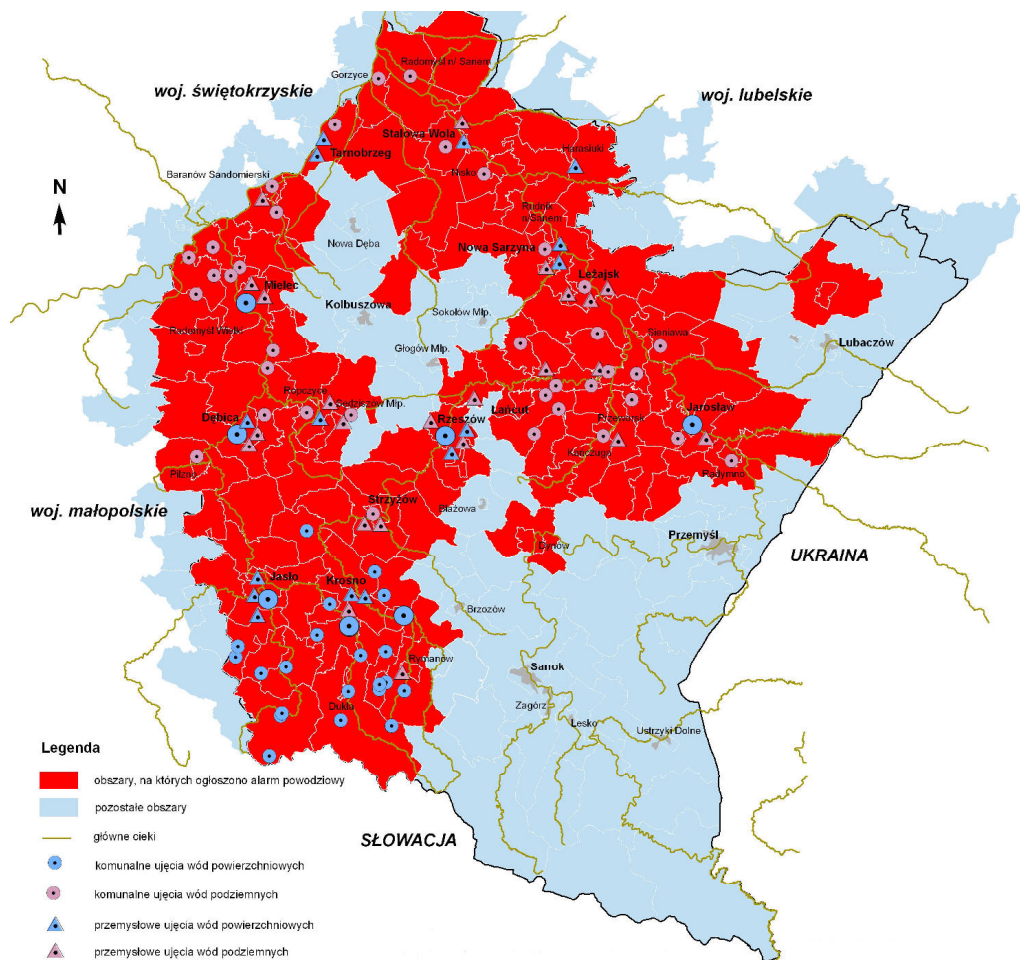 Radomyśl n/ Sanem
Gorzyce
woj. świętokrzyskie
woj. lubelskie
Stalowa Wola
Tarnobrzeg
Harasiuki
Baranów Sandomierski
Nisko
N
Rudnik
n/Sanem
Nowa Dęba
Nowa Sarzyna
Leżajsk
Mielec
Kolbuszowa
Sokołów Młp.
Radomyśl Wielk.
Sieniawa
Lubaczów
Głogów Młp.
Ropczyce
Sędziszów Młp.
Dębica
Rzeszów
Łańcut
Przeworsk
Jarosław
Kańczuga
Radymno
Pilzno
woj. małopolskie
Strzyżów
Błażowa
Dynów
Przemyśl
UKRAINA
Jasło
Krosno
Brzozów
Rymanów
Sanok
Zagórz
Dukla
Lesko
Ustrzyki Dolne
Legenda
obszary, na których ogłoszono alarm powodziowy
pozostałe obszary
główne cieki
SŁOWACJA
komunalne ujęcia wód powierzchniowych
komunalne ujęcia wód podziemnych
przemysłowe ujęcia wód powierzchniowych
przemysłowe ujęcia wód podziemnych